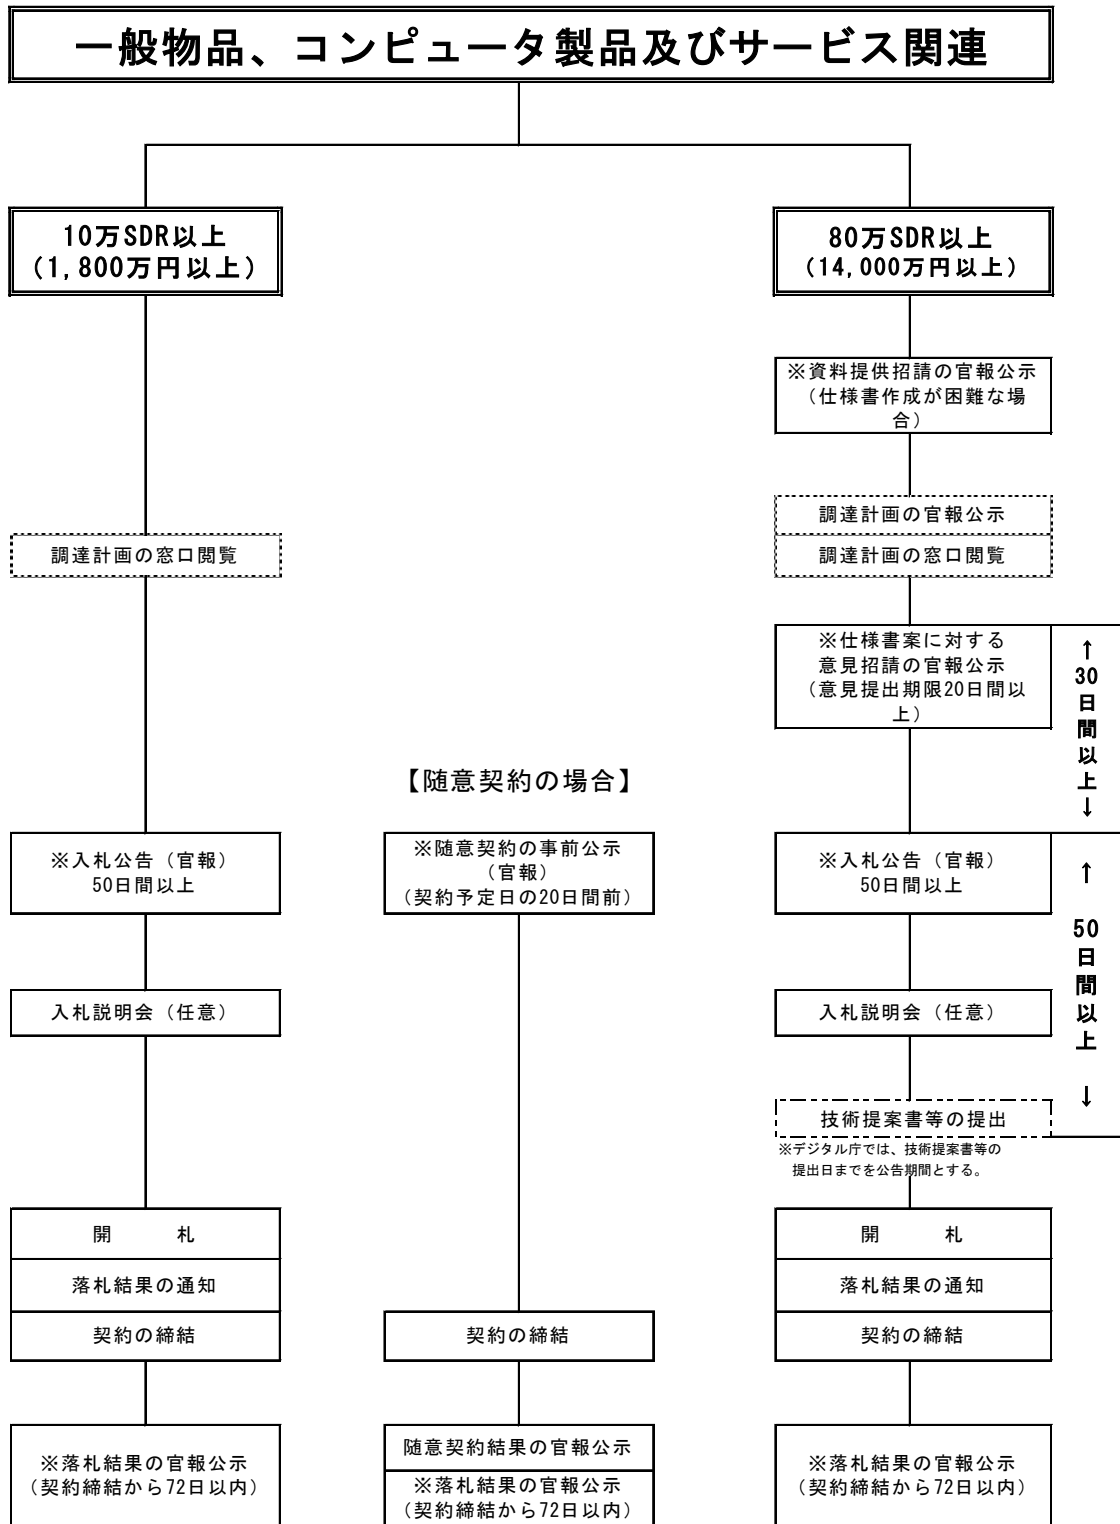 一般物品、コンピュータ製品及びサービス関連
10万SDR以上
（1,800万円以上）
調達計画の窓口閲覧
※入札公告（官報）
50日間以上
入札説明会（任意）
開　　札
落札結果の通知
契約の締結
※落札結果の官報公示
（契約締結から72日以内）
【随意契約の場合】
※随意契約の事前公示
（官報）
（契約予定日の20日間前）
契約の締結
随意契約結果の官報公示
※落札結果の官報公示
（契約締結から72日以内）
80万SDR以上
（14,000万円以上）
※資料提供招請の官報公示
（仕様書作成が困難な場
合）
調達計画の官報公示
調達計画の窓口閲覧
※仕様書案に対する
意見招請の官報公示
（意見提出期限20日間以
上）
※入札公告（官報）
50日間以上
入札説明会（任意）
技術提案書等の提出
※デジタル庁では、技術提案書等の
提出日までを公告期間とする。
開　　札
落札結果の通知
契約の締結
※落札結果の官報公示
（契約締結から72日以内）
↑30日間以上↓
↑50日間以上↓